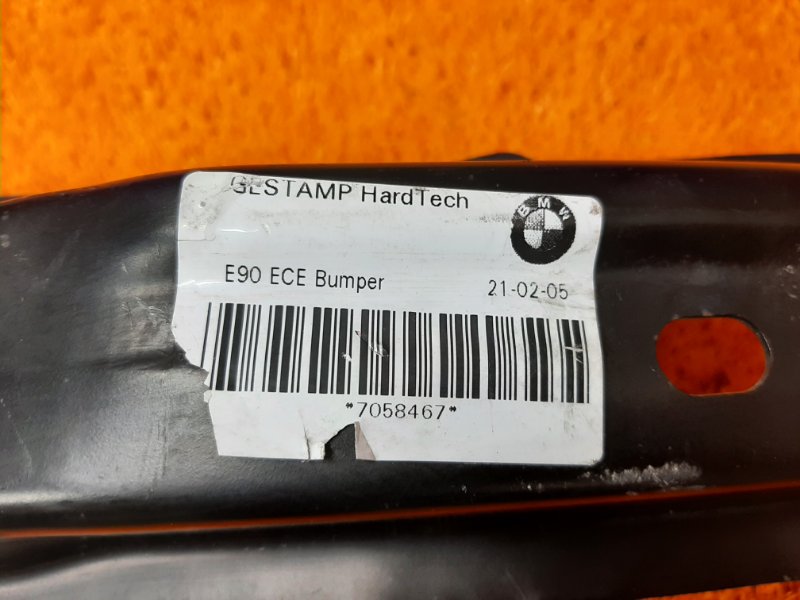 GESTAMP HardTech
BMW
E90 ECE Bumper 21-02-05
*7058467*